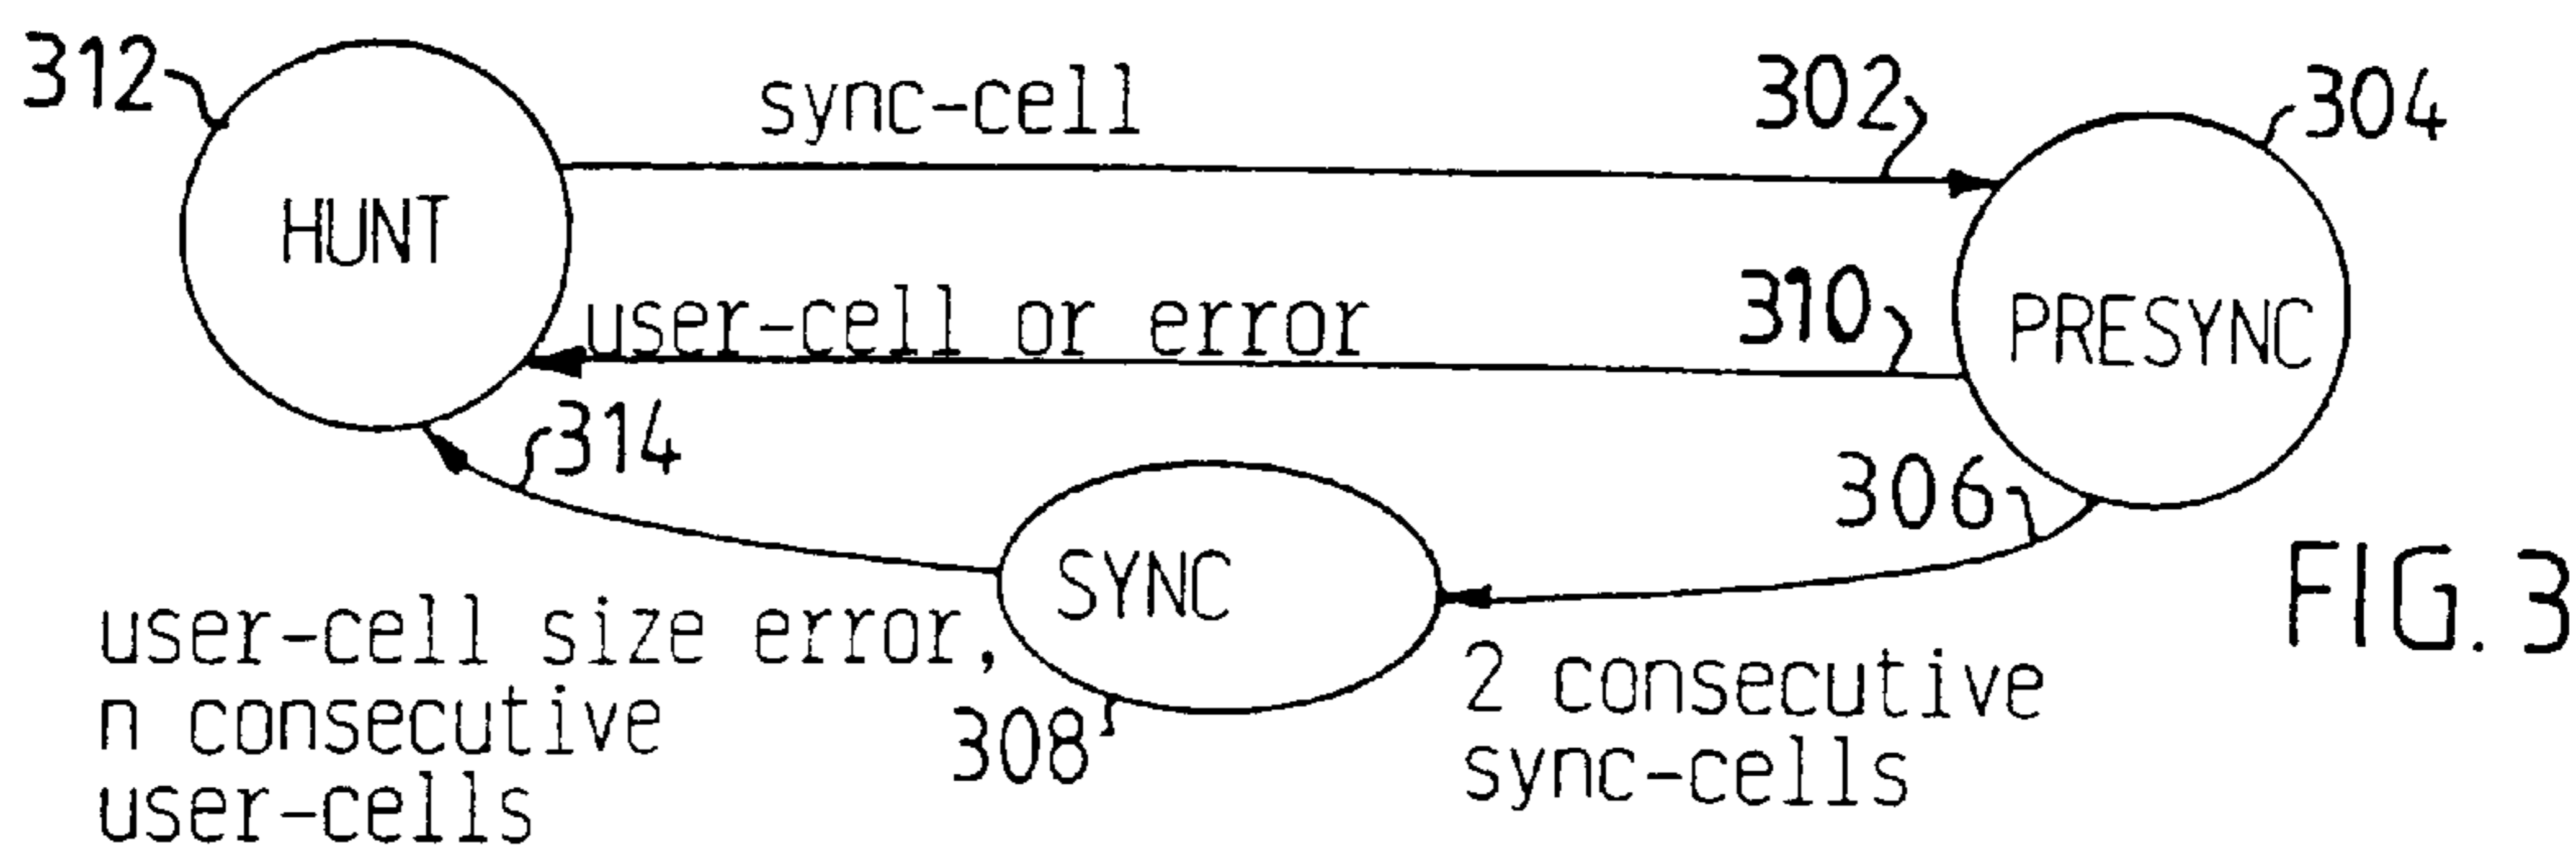 312
sync-cell
302
304
HUNT
user-cell or error
310
PRESYNC
314
306
SYNC
FIG. 3
user-cell size error,
n consecutive
user-cells
308
2 consecutive
sync-cells